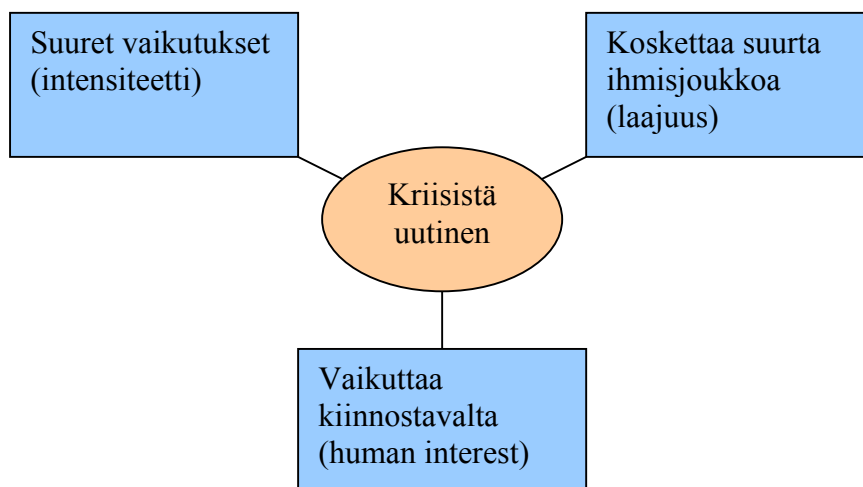 Suuret vaikutukset
(intensiteetti)
Koskettaa suurta
ihmisjoukkoa
(laajuus)
Kriisistä
uutinen
Vaikuttaa
kiinnostavalta
(human interest)